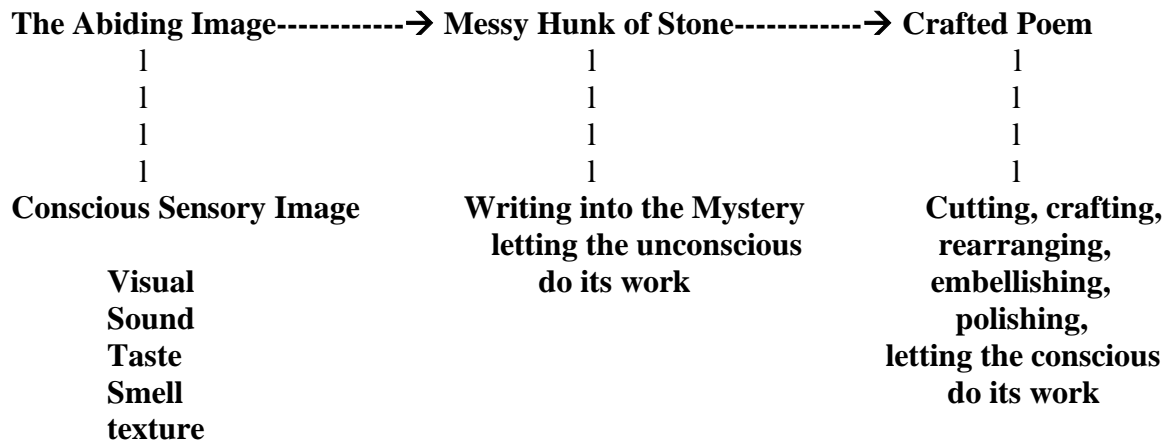 The Abiding Image------------→ Messy Hunk of Stone------------→ Crafted Poem
l l l
l l l
l l l
l l l
Conscious Sensory Image Writing into the Mystery Cutting, crafting,
letting the unconscious rearranging,
Visual do its work embellishing,
Sound polishing,
Taste letting the conscious
Smell do its work
texture